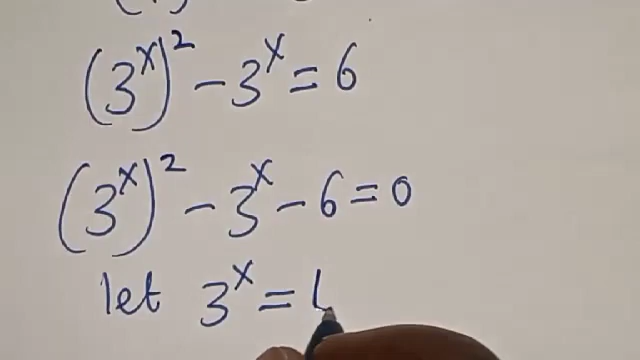 (3^x)^2 - 3^x = 6
(3^x)^2 - 3^x - 6 = 0
let 3^x =